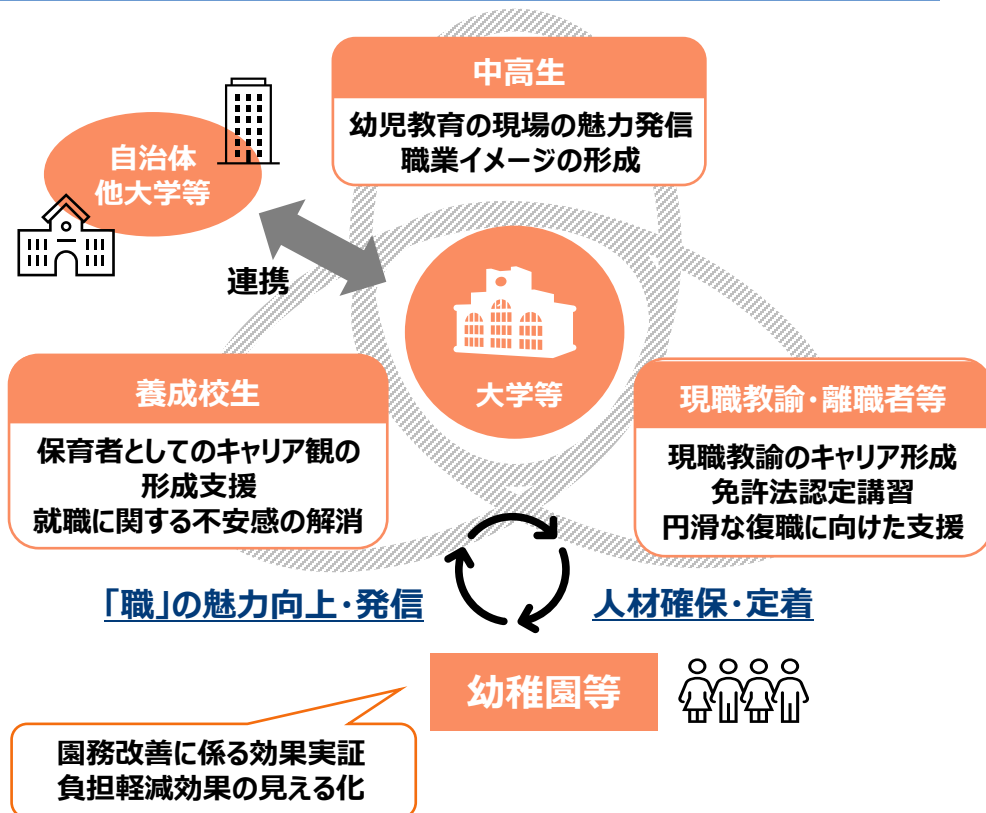 中高生
幼児教育の現場の魅力発信
職業イメージの形成
自治体
他大学等
連携
大学等
養成校生
保育者としてのキャリア観の
形成支援
就職に関する不安感の解消
現職教諭・離職者等
現職教諭のキャリア形成
免許法認定講習
円滑な復職に向けた支援
「職」の魅力向上・発信
人材確保・定着
幼稚園等
園務改善に係る効果実証
負担軽減効果の見える化